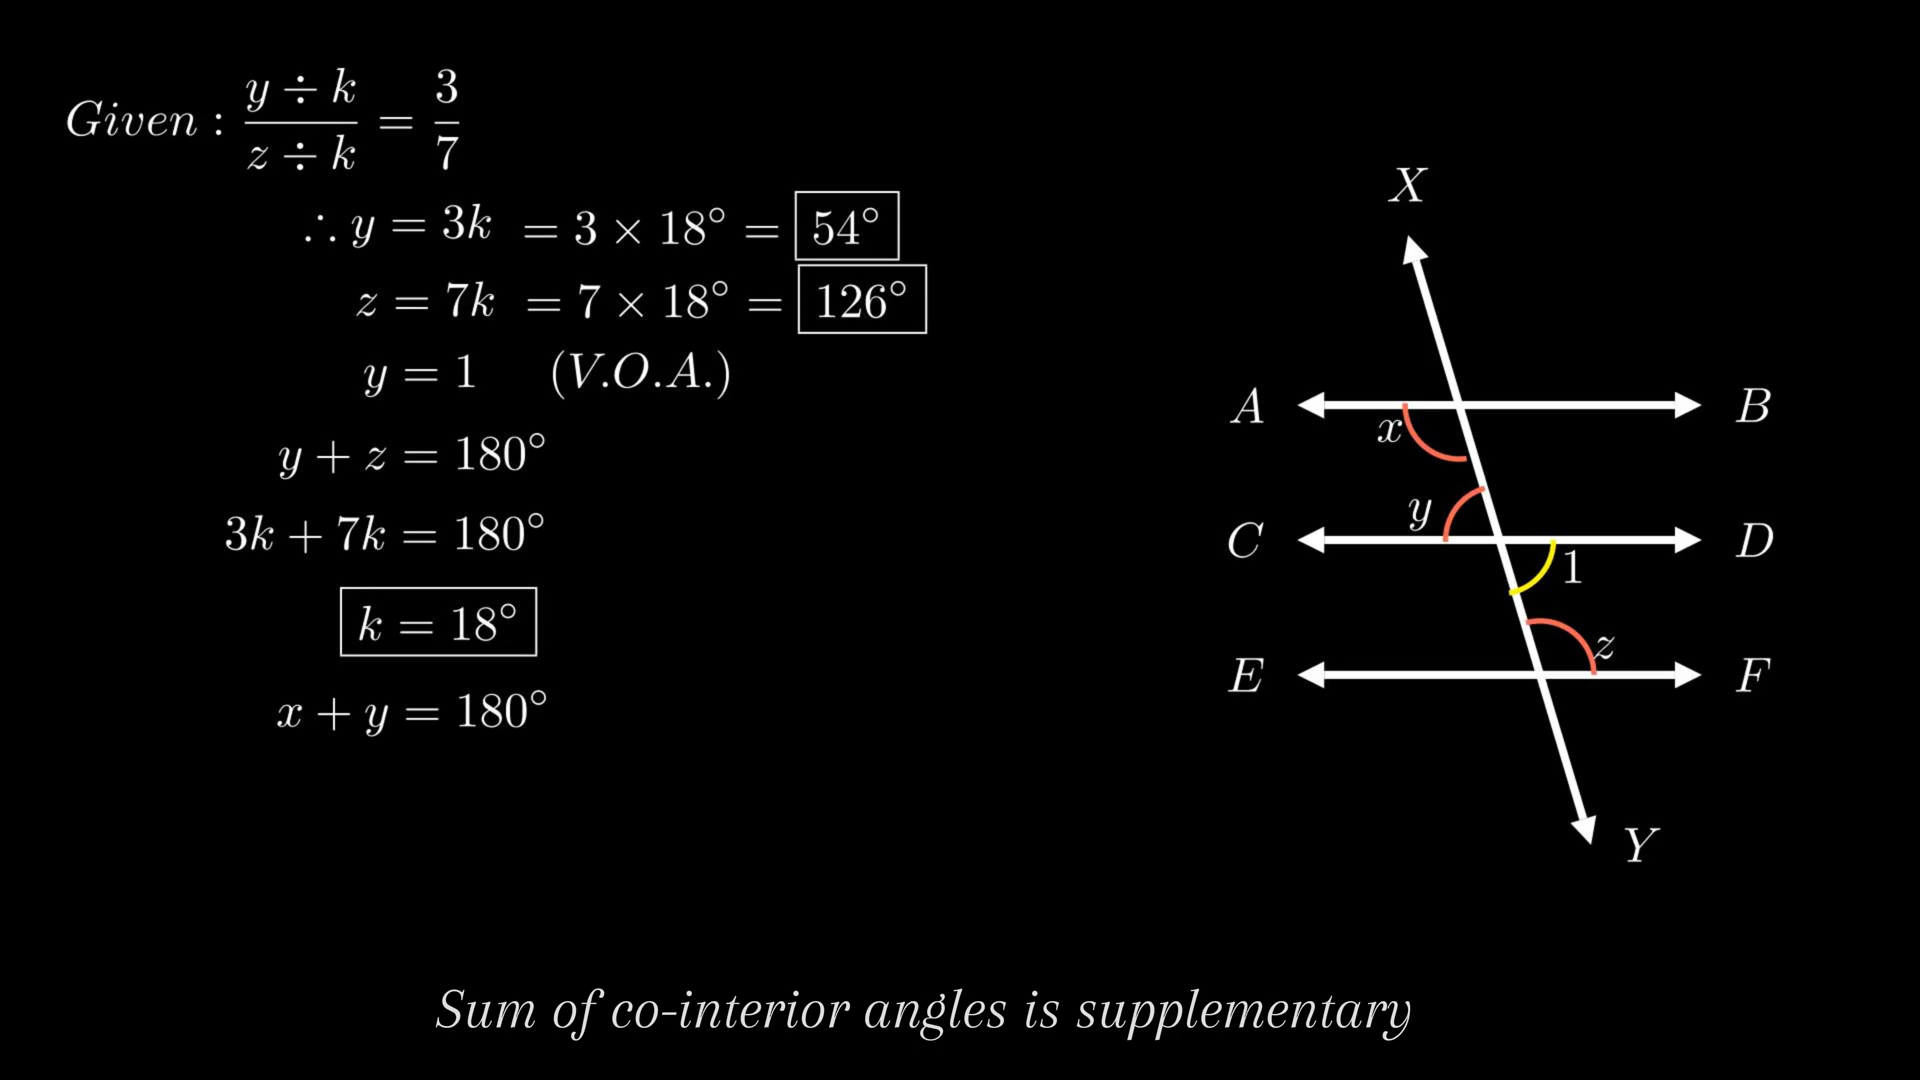 Given : y ÷ k / z ÷ k = 3/7
∴ y = 3k = 3 × 18° = 54°
z = 7k = 7 × 18° = 126°
y = 1 (V.O.A.)
y + z = 180°
3k + 7k = 180°
k = 18°
x + y = 180°
X
A B
x
y
C D
1
z
E F
Y
Sum of co-interior angles is supplementary